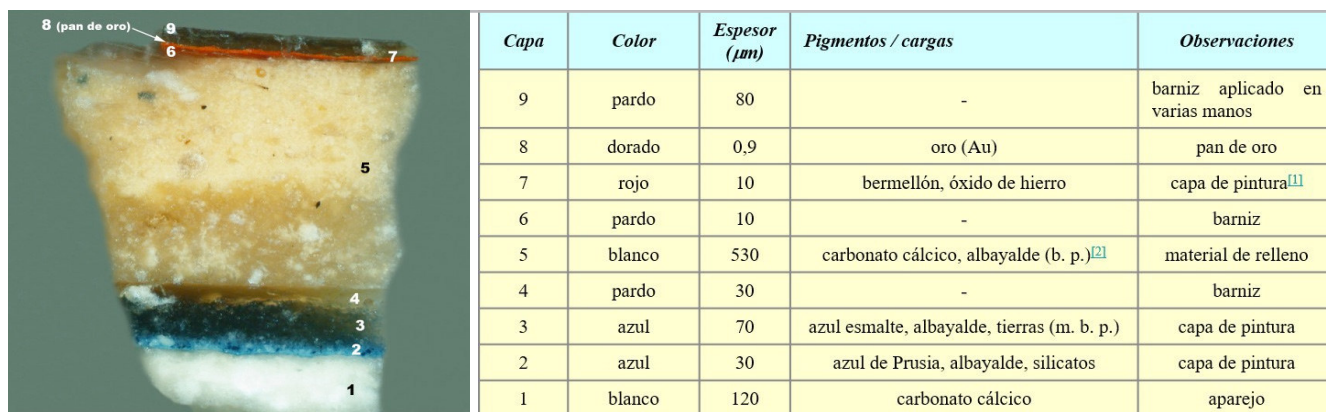 8 (pan de oro)
9
6
7
5
4
3
2
1
Capa Color Espesor (µm) Pigmentos / cargas Observaciones
9 pardo 80 - barniz aplicado en varias manos
8 dorado 0,9 oro (Au) pan de oro
7 rojo 10 bermellón, óxido de hierro capa de pintura[1]
6 pardo 10 - barniz
5 blanco 530 carbonato cálcico, albayalde (b. p.)[2] material de relleno
4 pardo 30 - barniz
3 azul 70 azul esmalte, albayalde, tierras (m. b. p.) capa de pintura
2 azul 30 azul de Prusia, albayalde, silicatos capa de pintura
1 blanco 120 carbonato cálcico aparejo